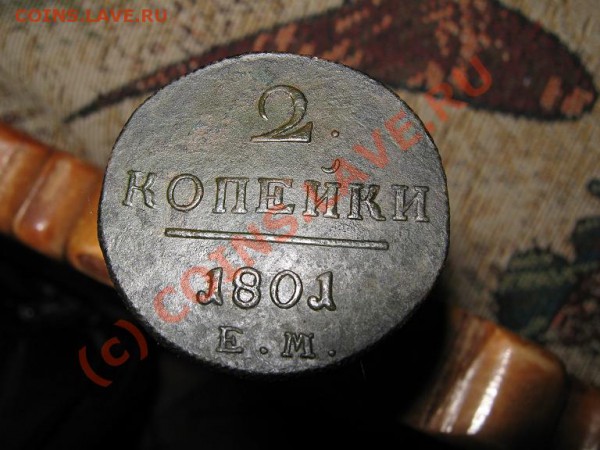 COINS.LAVE.RU
2.
КОПЕЙКИ
1801
Е.М.
(c) COINS.LAVE.RU